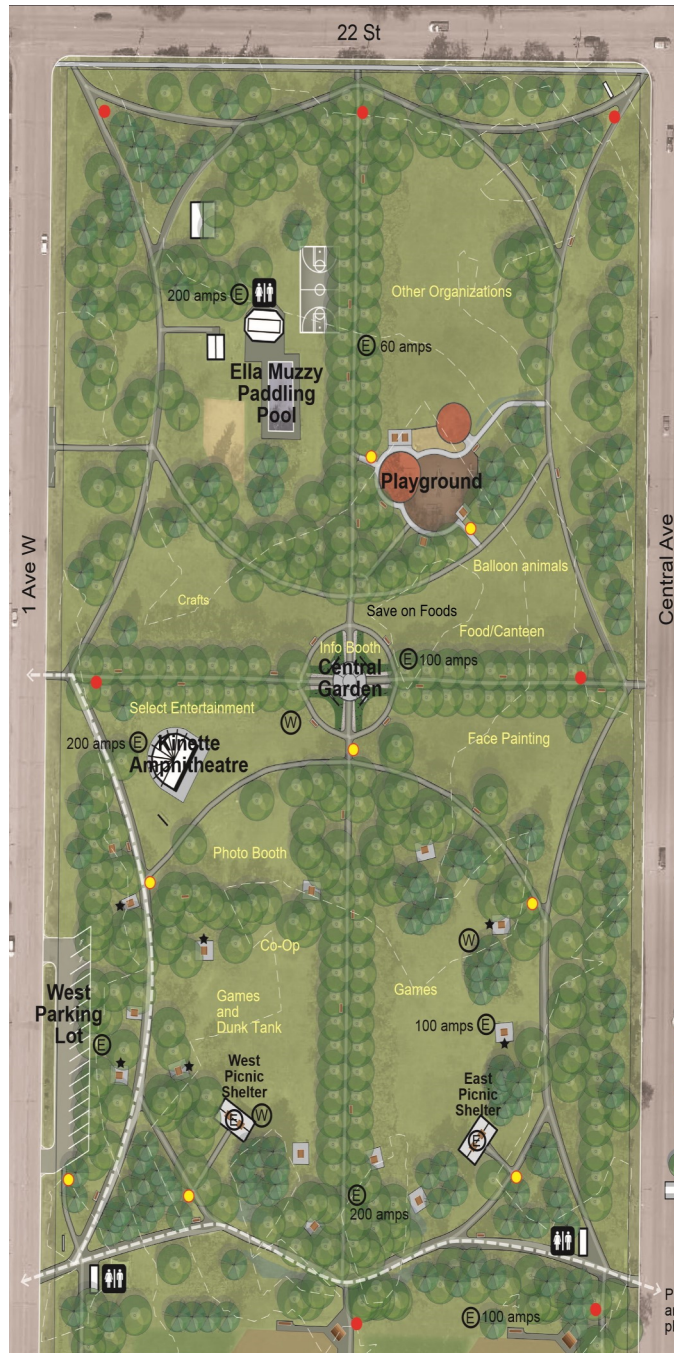 22 St
Other Organizations
200 amps E
E 60 amps
Ella Muzzy
Paddling
Pool
Playground
1 Ave W
Central Ave
Balloon animals
Crafts
Save on Foods
Food/Canteen
Info Booth
E 100 amps
Central
Garden
Select Entertainment
W
200 amps E
Kinette
Amphitheatre
Face Painting
Photo Booth
Co-Op
W
Games
Games
and
Dunk Tank
West
Parking
Lot
E
100 amps E
West
Picnic
Shelter
E
W
East
Picnic
Shelter
E
E
200 amps
E 100 amps
P
ar
pl